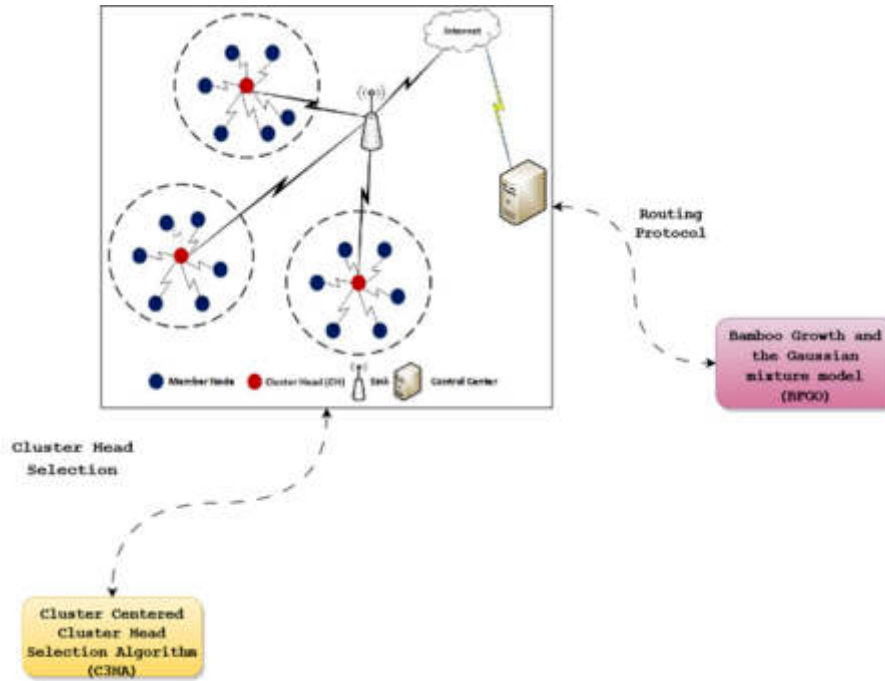 Internet
Routing
Protocol
Bamboo Growth and
the Gaussian
mixture model
(BFGO)
Member Node
Cluster Head (CH)
Sink
Control Center
Cluster Head
Selection
Cluster Centered
Cluster Head
Selection Algorithm
(C3HA)